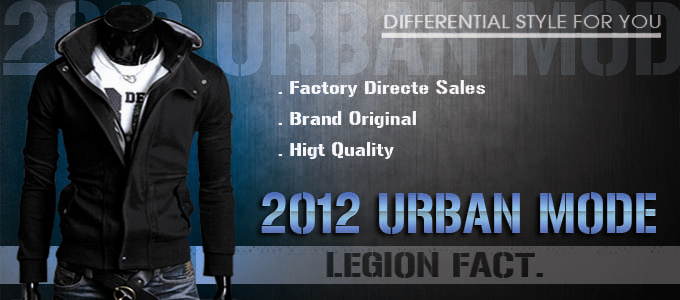 2012 URBAN MOD
DIFFERENTIAL STYLE FOR YOU
. Factory Directe Sales
. Brand Original
. Higt Quality
DE
2012 URBAN MODE
LEGION FACT.